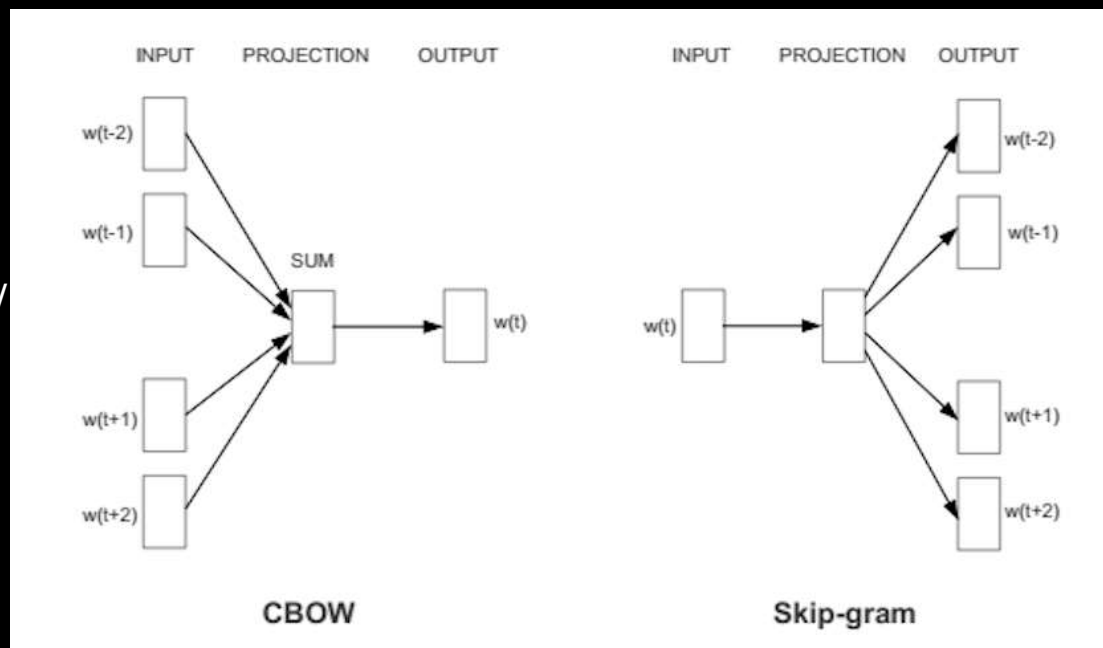 INPUT PROJECTION OUTPUT
w(t-2)
w(t-1)
SUM
w(t)
w(t+1)
w(t+2)
CBOW
INPUT PROJECTION OUTPUT
w(t-2)
w(t-1)
w(t)
w(t+1)
w(t+2)
Skip-gram
/